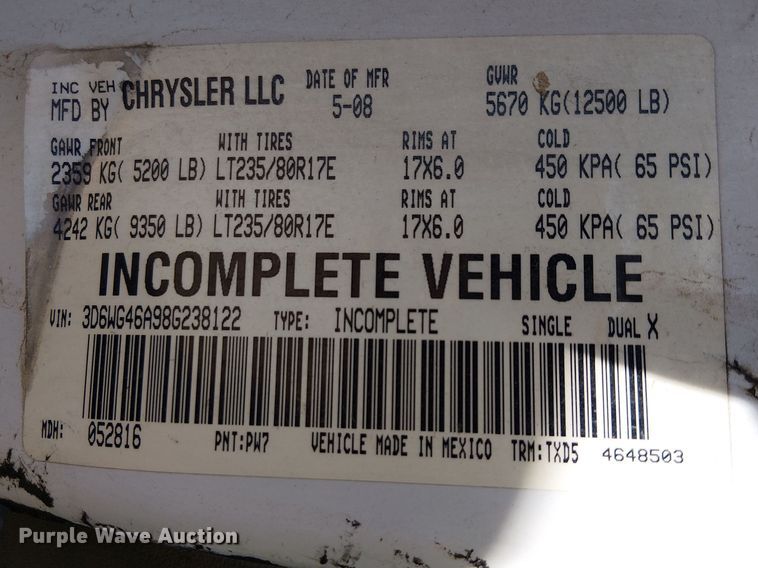 INC VEH DATE OF MFR GVWR
MFD BY CHRYSLER LLC 5-08 5670 KG(12500 LB)
GAWR FRONT WITH TIRES RIMS AT COLD
2359 KG( 5200 LB) LT235/80R17E 17X6.0 450 KPA( 65 PSI)
GAWR REAR WITH TIRES RIMS AT COLD
4242 KG( 9350 LB) LT235/80R17E 17X6.0 450 KPA( 65 PSI)
INCOMPLETE VEHICLE
VIN: 3D6WG46A98G238122 TYPE: INCOMPLETE SINGLE DUAL X
MDH: 052816 PNT:PW7 VEHICLE MADE IN MEXICO TRM:TXD5 4648503
Purple Wave Auction